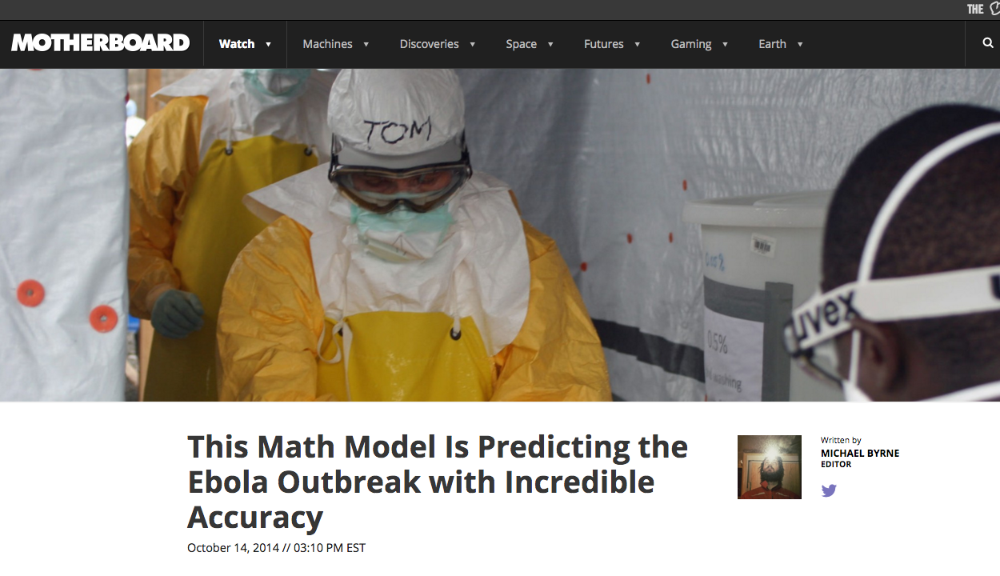 THE
MOTHERBOARD
Watch
Machines
Discoveries
Space
Futures
Gaming
Earth
TOM
uvex
0.5%
washing
This Math Model Is Predicting the
Ebola Outbreak with Incredible
Accuracy
October 14, 2014 // 03:10 PM EST
Written by
MICHAEL BYRNE
EDITOR